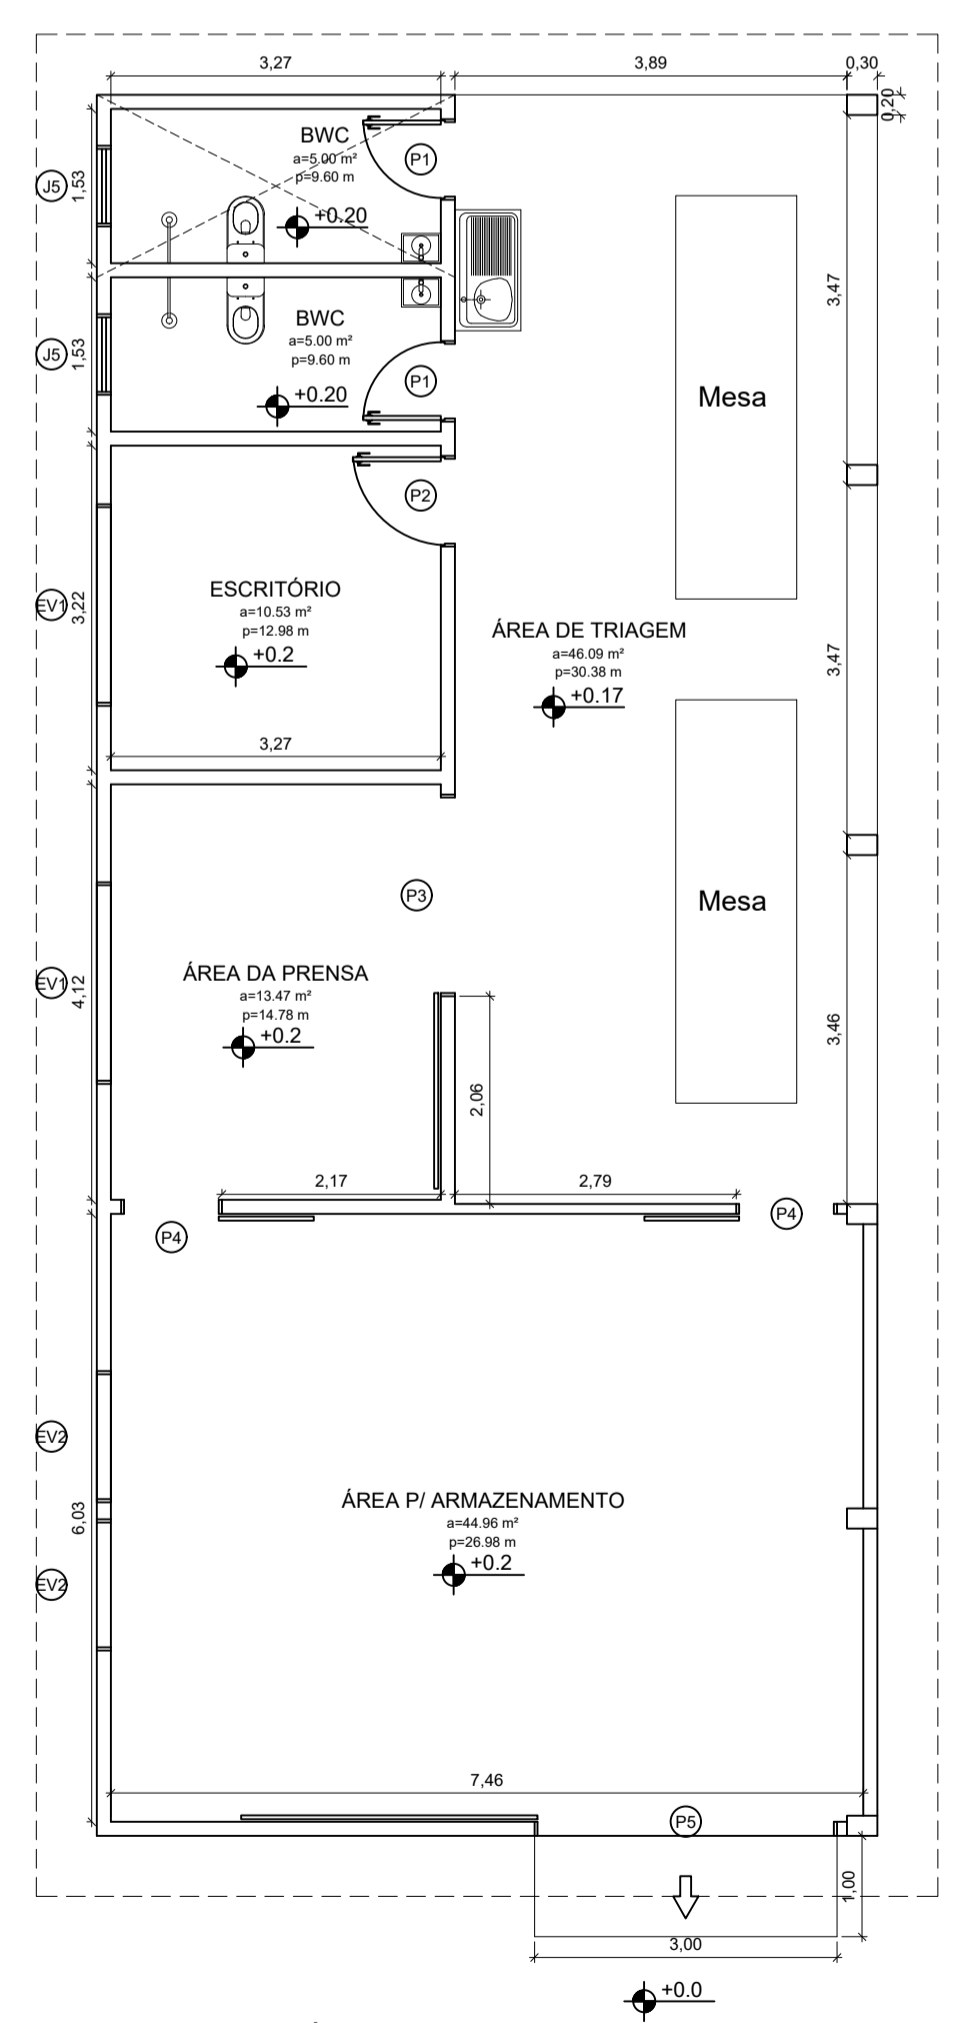 3,27
3,89
0,30
0,20
BWC
a=5.00 m²
p=9.60 m
P1
J5
1,53
+0.20
3,47
BWC
a=5.00 m²
p=9.60 m
J5
1,53
P1
+0.20
Mesa
P2
ESCRITÓRIO
a=10.53 m²
p=12.98 m
+0.2
EV1
3,22
ÁREA DE TRIAGEM
a=46.09 m²
p=30.38 m
+0.17
3,47
3,27
P3
Mesa
ÁREA DA PRENSA
a=13.47 m²
p=14.78 m
+0.2
EV1
4,12
3,46
2,06
2,17
2,79
P4
P4
EV2
ÁREA P/ ARMAZENAMENTO
a=44.96 m²
p=26.98 m
+0.2
6,03
EV2
7,46
P5
1,00
3,00
+0.0